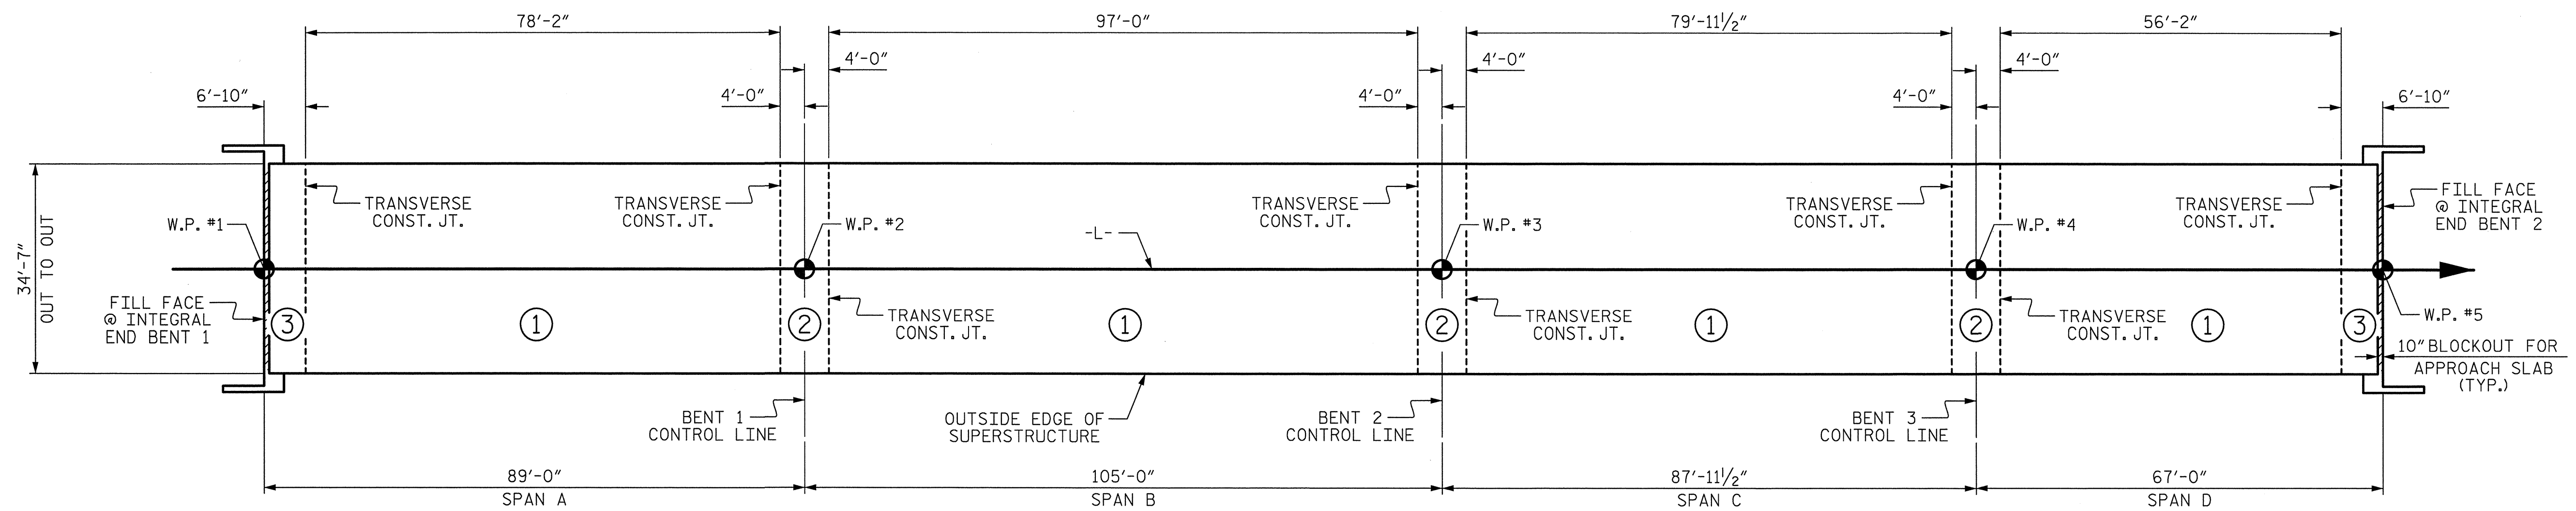 78'-2"
97'-0"
79'-11½"
56'-2"
4'-0"
4'-0"
4'-0"
6'-10"
4'-0"
4'-0"
4'-0"
6'-10"
TRANSVERSE
CONST. JT.
TRANSVERSE
CONST. JT.
TRANSVERSE
CONST. JT.
TRANSVERSE
CONST. JT.
TRANSVERSE
CONST. JT.
FILL FACE
@ INTEGRAL
END BENT 2
W.P. #1
W.P. #2
-L-
W.P. #3
W.P. #4
34'-7"
OUT TO OUT
FILL FACE
@ INTEGRAL
END BENT 1
3
1
2
TRANSVERSE
CONST. JT.
1
2
TRANSVERSE
CONST. JT.
1
2
TRANSVERSE
CONST. JT.
1
3
W.P. #5
10" BLOCKOUT FOR
APPROACH SLAB
(TYP.)
BENT 1
CONTROL LINE
OUTSIDE EDGE OF
SUPERSTRUCTURE
BENT 2
CONTROL LINE
BENT 3
CONTROL LINE
89'-0"
SPAN A
105'-0"
SPAN B
87'-11½"
SPAN C
67'-0"
SPAN D